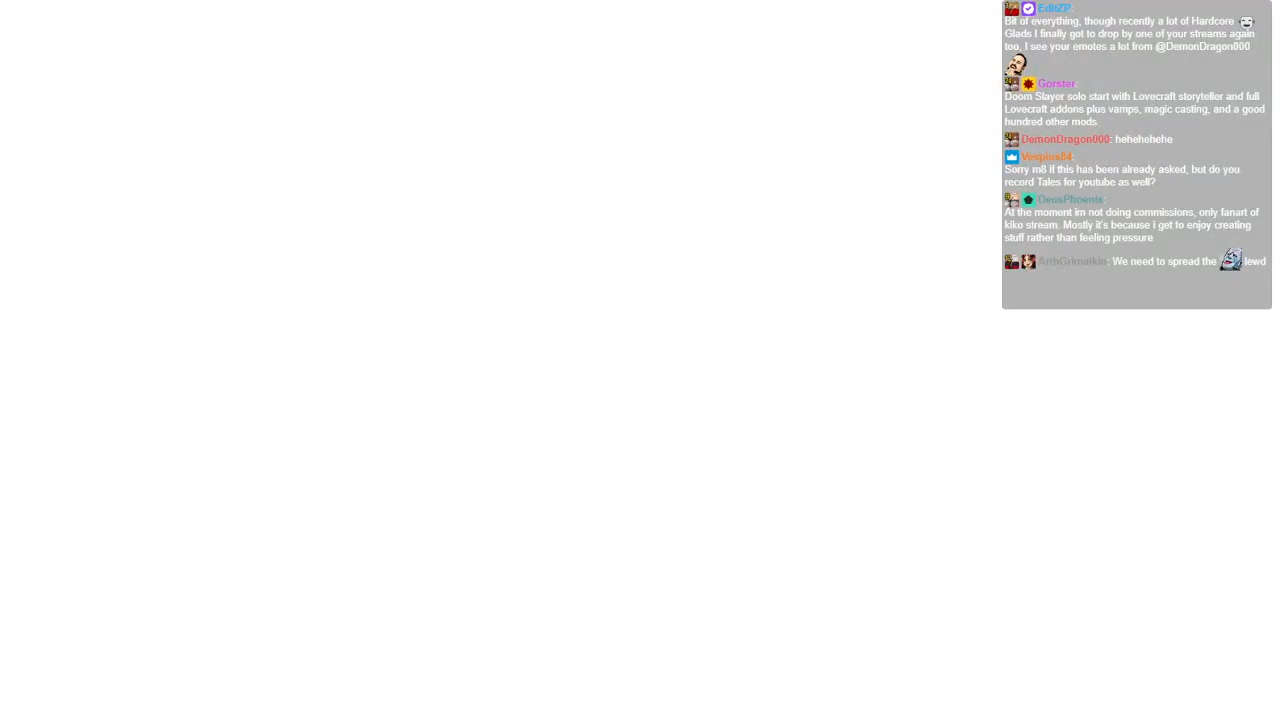 EditZP:
Bit of everything, though recently a lot of Hardcore
Glads I finally got to drop by one of your streams again
too, I see your emotes a lot from @DemonDragon000
Gorster:
Doom Slayer solo start with Lovecraft storyteller and full
Lovecraft addons plus vamps, magic casting, and a good
hundred other mods
DemonDragon000: hehehehehe
Vespius84:
Sorry m8 if this has been already asked, but do you
record Tales for youtube as well?
DeusPhoenix:
At the moment im not doing commissions, only fanart of
kiko stream. Mostly it's because i get to enjoy creating
stuff rather than feeling pressure
ArthGrimalkin: We need to spread the lewd